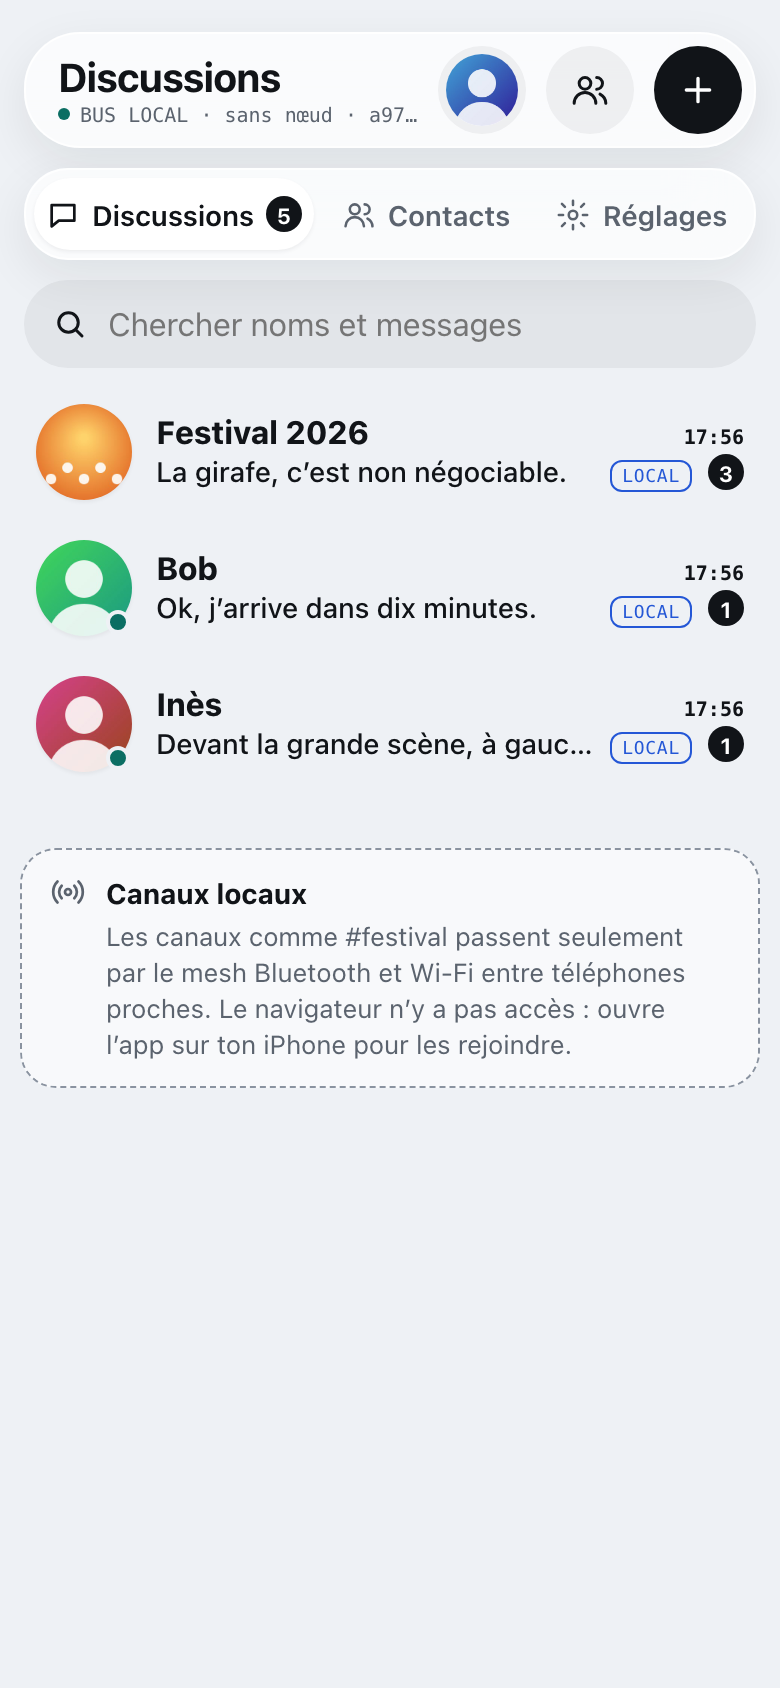 Discussions
BUS LOCAL · sans nœud · a97…
Discussions 5 Contacts Réglages
Chercher noms et messages
Festival 2026 17:56
La girafe, c’est non négociable. LOCAL 3
Bob 17:56
Ok, j’arrive dans dix minutes. LOCAL 1
Inès 17:56
Devant la grande scène, à gauc… LOCAL 1
Canaux locaux
Les canaux comme #festival passent seulement
par le mesh Bluetooth et Wi-Fi entre téléphones
proches. Le navigateur n’y a pas accès : ouvre
l’app sur ton iPhone pour les rejoindre.